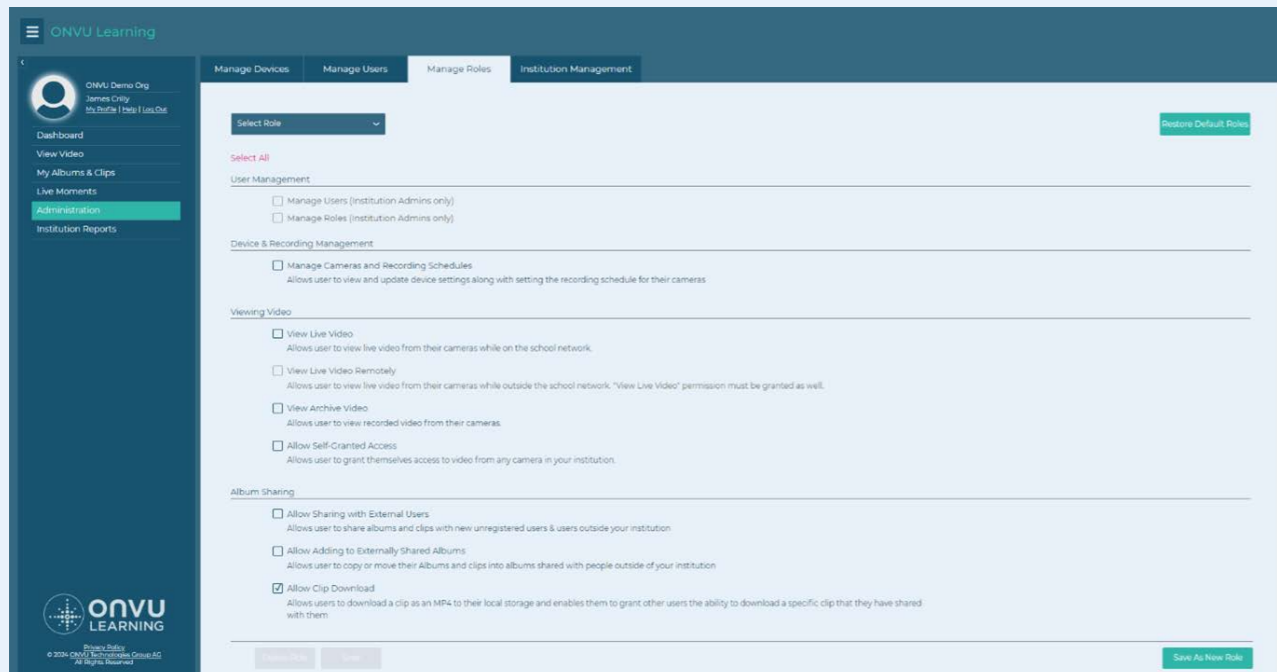 ONVU Learning
ONVU Demo Org
James Crilly
My Profile | Help | Log Out
Dashboard
View Video
My Albums & Clips
Live Moments
Administration
Institution Reports
ONVU
LEARNING
Privacy Policy
© 2024 ONVU Technologies Group AG
All Rights Reserved
Manage Devices
Manage Users
Manage Roles
Institution Management
Select Role
Restore Default Roles
Select All
User Management
Manage Users (Institution Admins only)
Manage Roles (Institution Admins only)
Device & Recording Management
Manage Cameras and Recording Schedules
Allows user to view and update device settings along with setting the recording schedule for their cameras
Viewing Video
View Live Video
Allows user to view live video from their cameras while on the school network.
View Live Video Remotely
Allows user to view live video from their cameras while outside the school network. "View Live Video" permission must be granted as well.
View Archive Video
Allows user to view recorded video from their cameras.
Allow Self-Granted Access
Allows user to grant themselves access to video from any camera in your institution.
Album Sharing
Allow Sharing with External Users
Allows user to share albums and clips with new unregistered users & users outside your institution
Allow Adding to Externally Shared Albums
Allows user to copy or move their Albums and clips into albums shared with people outside of your institution
Allow Clip Download
Allows users to download a clip as an MP4 to their local storage and enables them to grant other users the ability to download a specific clip that they have shared
with them
Save As New Role